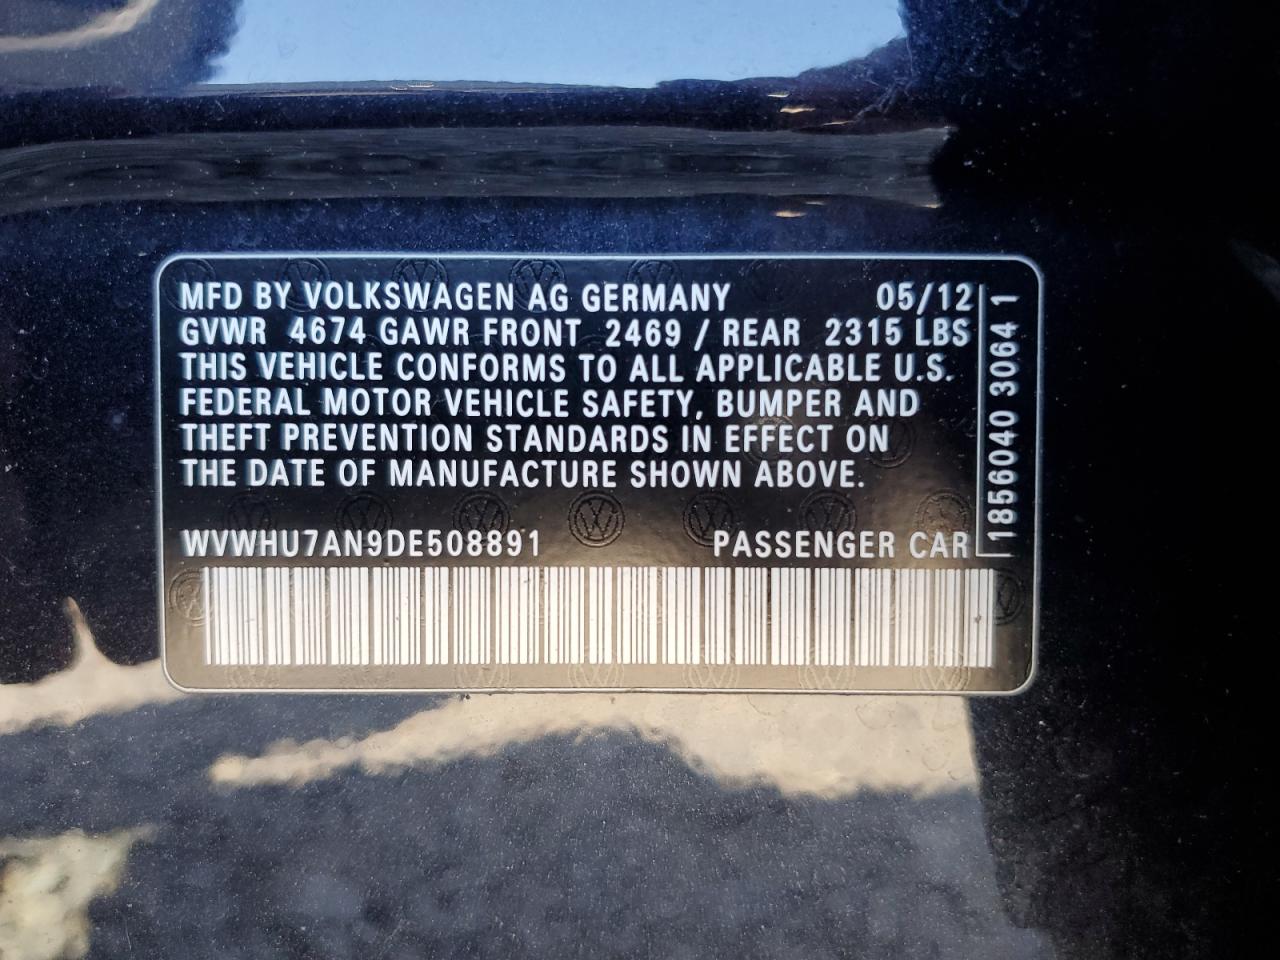 MFD BY VOLKSWAGEN AG GERMANY 05/12
GVWR 4674 GAWR FRONT 2469 / REAR 2315 LBS
THIS VEHICLE CONFORMS TO ALL APPLICABLE U.S.
FEDERAL MOTOR VEHICLE SAFETY, BUMPER AND
THEFT PREVENTION STANDARDS IN EFFECT ON
THE DATE OF MANUFACTURE SHOWN ABOVE.
WVWHU7AN9DE508891 PASSENGER CAR
1856040 3064 1